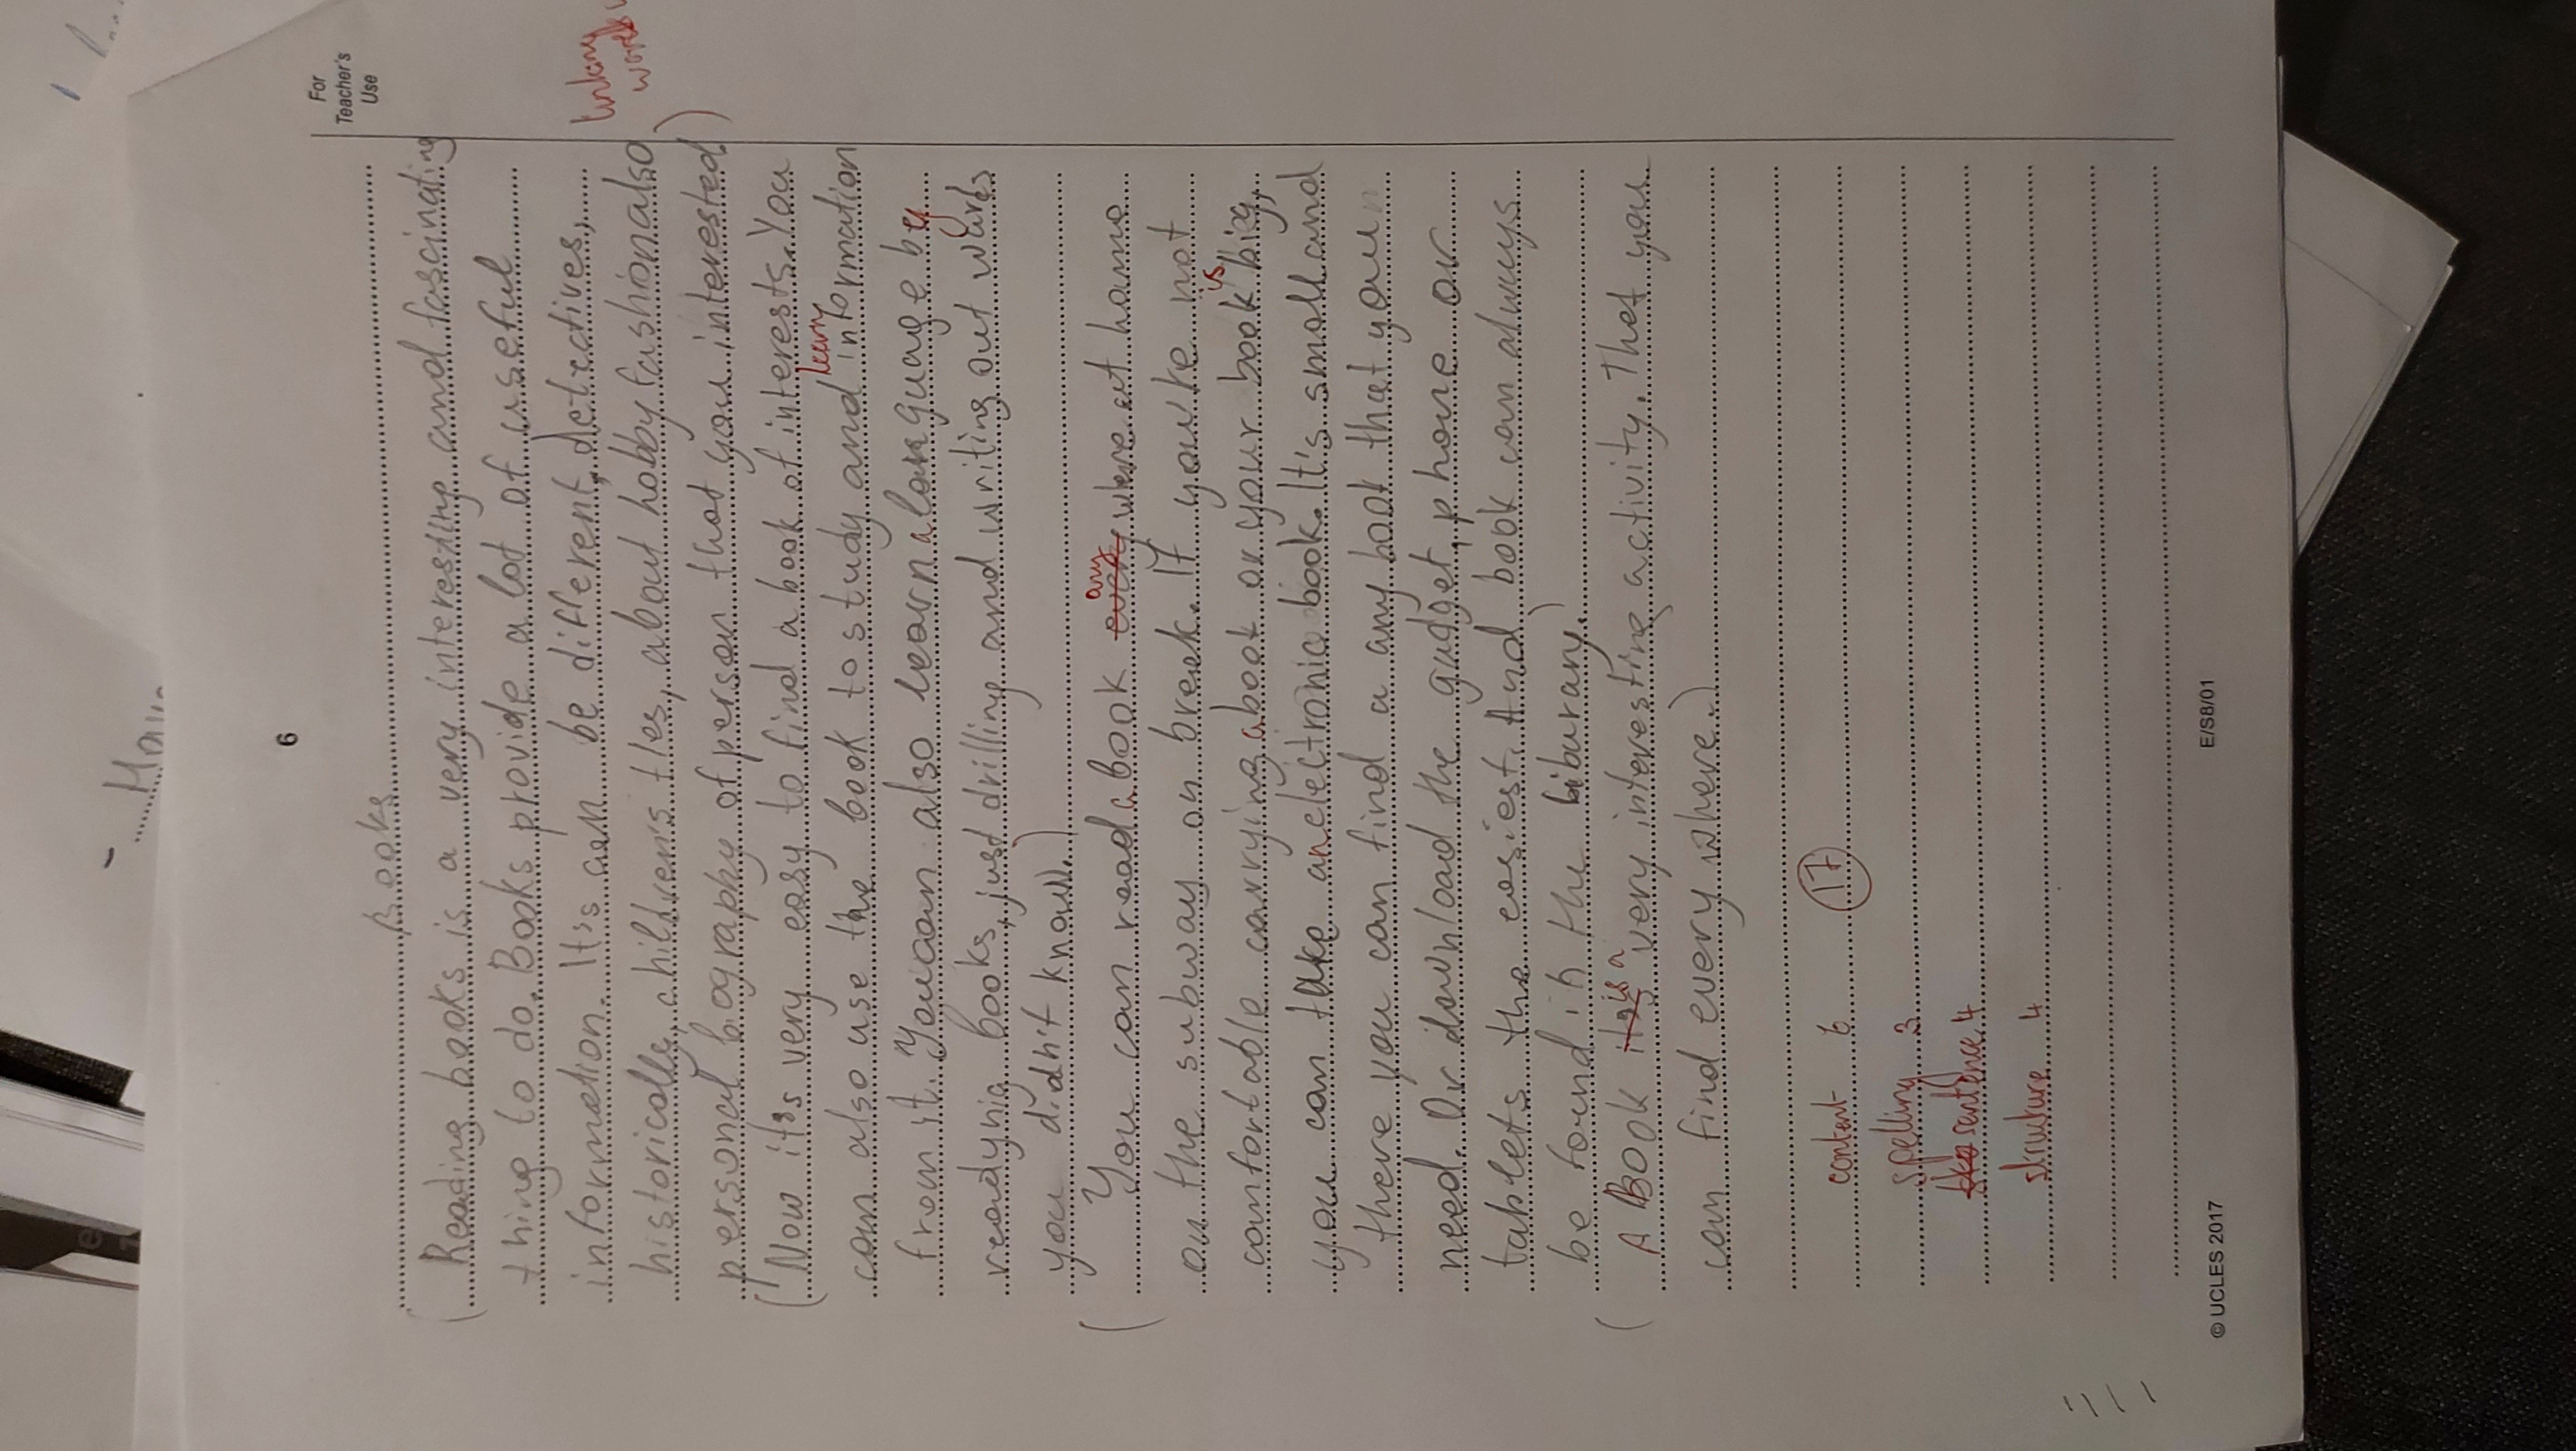 Have
6
For
Teacher's
Use
Books
Reading books is a very interesting and fascinating
thing to do. Books provide a lot of useful
information. It's can be different, detectives,
linking
words
historically, children's tles, about hobby fashion also
personal biography of person that you interested.
Now it's very easy to find a book of interests. You
learn
can also use the book to study and information
from it. You can also learn a language by
readynig books, just drilling and writing out words
you didn't know.)
any
(You can read a book every where at home
on the subway on break. If you're not
is
comfortable carrying a book or your book big,
you can take an electronic book. It's small and
there you can find a any book that you
need. Or download the gadget, phone or
tablets the easiest. And book can always
be found in the liburary.)
is a
(A Book it's very interesting activity. That you
can find every where.)
content 6 17
spelling 3
sentence 4
structure 4
© UCLES 2017
E/S8/01